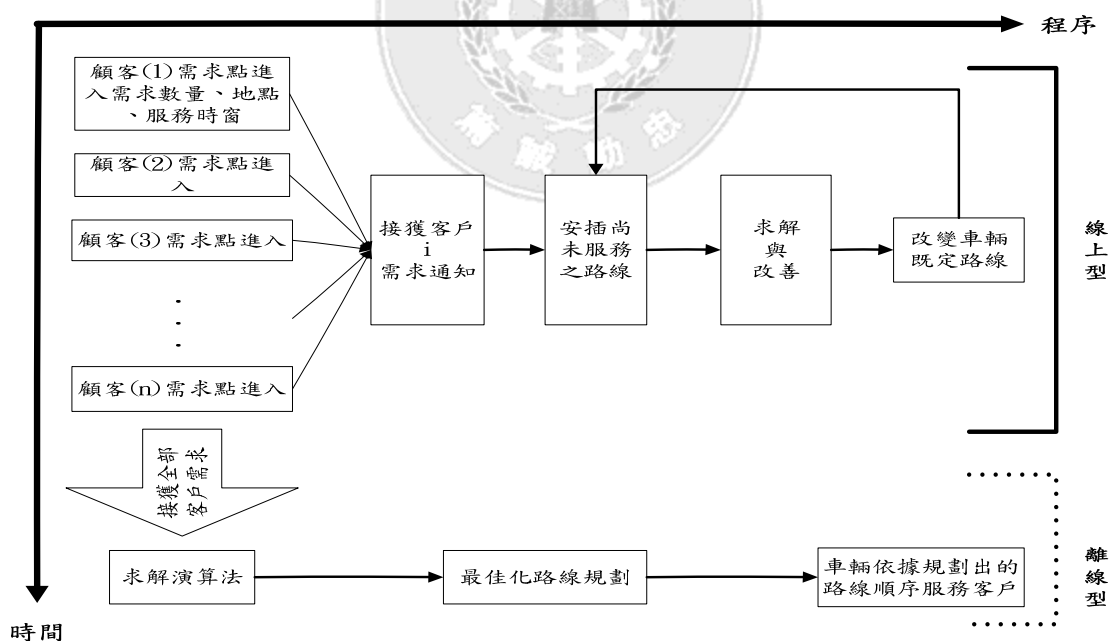 程序
顧客(1)需求點進
入需求數量、地點
、服務時窗
顧客(2)需求點進
入
顧客(3)需求點進入
顧客(n)需求點進入
接獲客戶
i
需求通知
安插尚
未服務
之路線
求解
與
改善
改變車輛
既定路線
線
上
型
接獲全部
客戶需求
求解演算法
最佳化路線規劃
車輛依據規劃出的
路線順序服務客戶
離
線
型
時間